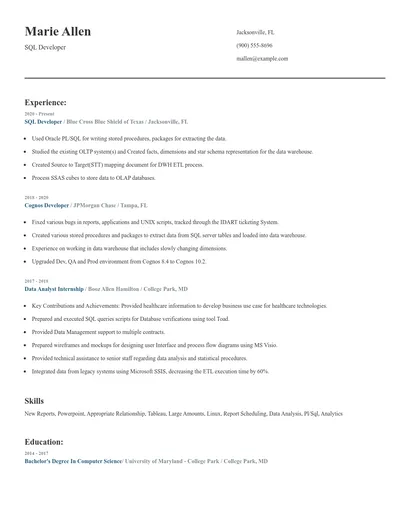 Marie Allen
SQL Developer
Jacksonville, FL
(900) 555-8696
mallen@example.com
Experience:
2020 - Present
SQL Developer / Blue Cross Blue Shield of Texas / Jacksonville, FL
• Used Oracle PL/SQL for writing stored procedures, packages for extracting the data.
• Studied the existing OLTP system(s) and Created facts, dimensions and star schema representation for the data warehouse.
• Created Source to Target(STT) mapping document for DWH ETL process.
• Process SSAS cubes to store data to OLAP databases.
2018 - 2020
Cognos Developer / JPMorgan Chase / Tampa, FL
• Fixed various bugs in reports, applications and UNIX scripts, tracked through the IDART ticketing System.
• Created various stored procedures and packages to extract data from SQL server tables and loaded into data warehouse.
• Experience on working in data warehouse that includes slowly changing dimensions.
• Upgraded Dev, QA and Prod environment from Cognos 8.4 to Cognos 10.2.
2017 - 2018
Data Analyst Internship / Booz Allen Hamilton / College Park, MD
• Key Contributions and Achievements: Provided healthcare information to develop business use case for healthcare technologies.
• Prepared and executed SQL queries scripts for Database verifications using tool Toad.
• Provided Data Management support to multiple contracts.
• Prepared wireframes and mockups for designing user Interface and process flow diagrams using MS Visio.
• Provided technical assistance to senior staff regarding data analysis and statistical procedures.
• Integrated data from legacy systems using Microsoft SSIS, decreasing the ETL execution time by 60%.
Skills
New Reports, Powerpoint, Appropriate Relationship, Tableau, Large Amounts, Linux, Report Scheduling, Data Analysis, Pl/Sql, Analytics
Education:
2014 - 2017
Bachelor's Degree In Computer Science/ University of Maryland - College Park / College Park, MD